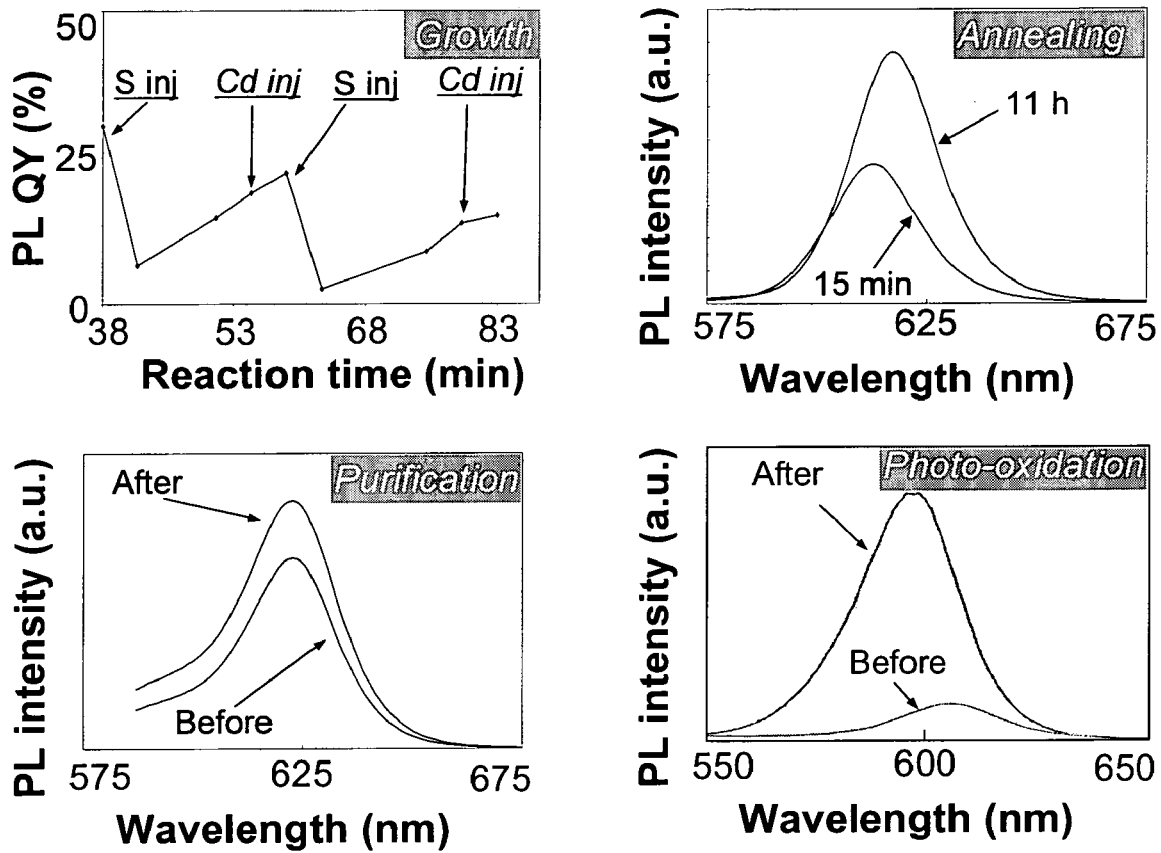 PL QY (%)
50
25
0
Growth
S inj
Cd inj
S inj
Cd inj
38
53
68
83
Reaction time (min)
PL intensity (a.u.)
Annealing
11 h
15 min
575
625
675
Wavelength (nm)
PL intensity (a.u.)
Purification
After
Before
575
625
675
Wavelength (nm)
PL intensity (a.u.)
Photo-oxidation
After
Before
550
600
650
Wavelength (nm)